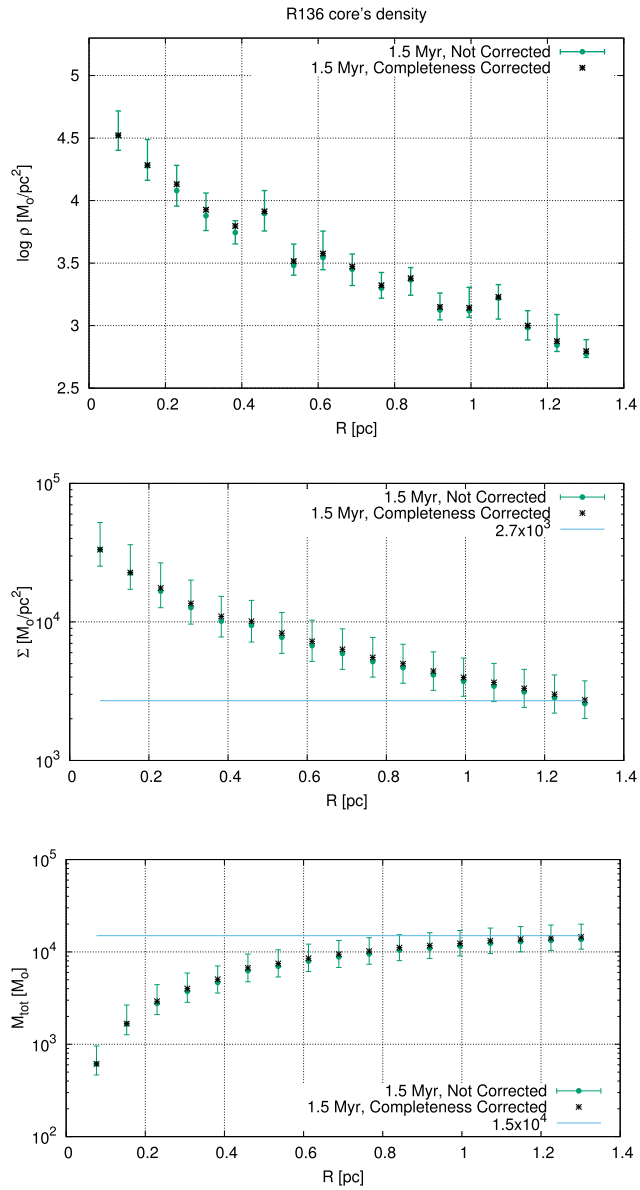 R136 core's density
1.5 Myr, Not Corrected
1.5 Myr, Completeness Corrected
5
4.5
4
3.5
3
2.5
log ρ [M₀/pc²]
0 0.2 0.4 0.6 0.8 1 1.2 1.4
R [pc]
1.5 Myr, Not Corrected
1.5 Myr, Completeness Corrected
2.7x10³
10⁵
10⁴
10³
Σ [M₀/pc²]
0 0.2 0.4 0.6 0.8 1 1.2 1.4
R [pc]
10⁵
10⁴
10³
10²
M_tot [M₀]
1.5 Myr, Not Corrected
1.5 Myr, Completeness Corrected
1.5x10⁴
0 0.2 0.4 0.6 0.8 1 1.2 1.4
R [pc]